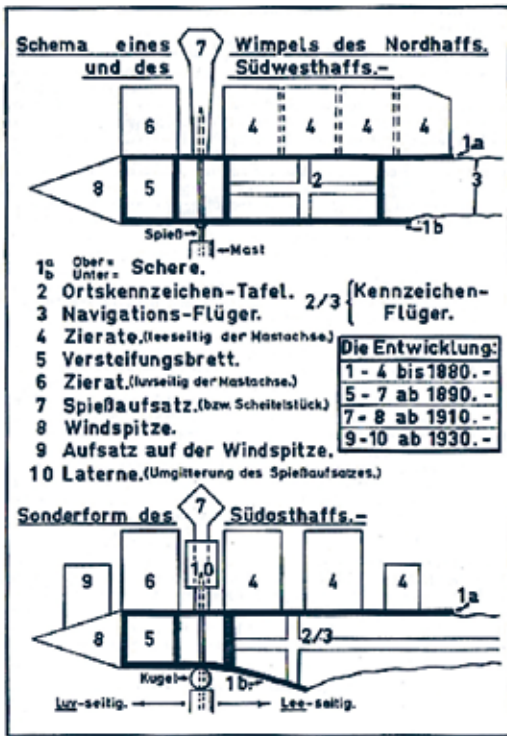 Schema eines 7 Wimpels des Nordhaffs.
und des Südwesthaffs.-
6 4 4 4 4
1a
8 5 2 3
1b
Spieß Mast
1 a Ober= Schere.
b Unter=
2 Ortskennzeichen-Tafel.
3 Navigations-Flüger.
2/3 { Kennzeichen-
Flüger.
4 Zierate. (leeseitig der Mastachse.)
5 Versteifungsbrett.
6 Zierat. (luvseitig der Mastachse.)
7 Spießaufsatz. (bzw. Scheitelstück.)
8 Windspitze.
9 Aufsatz auf der Windspitze.
10 Laterne. (Umgitterung des Spießaufsatzes.)
Die Entwicklung:
1 - 4 bis 1880. -
5 - 7 ab 1890. -
7 - 8 ab 1910. -
9 - 10 ab 1930. -
Sonderform des 7 Südosthaffs.-
9 6 10 4 4 4
1a
8 5 2/3
Kugel 1b.
Luv-seitig. Lee-seitig.